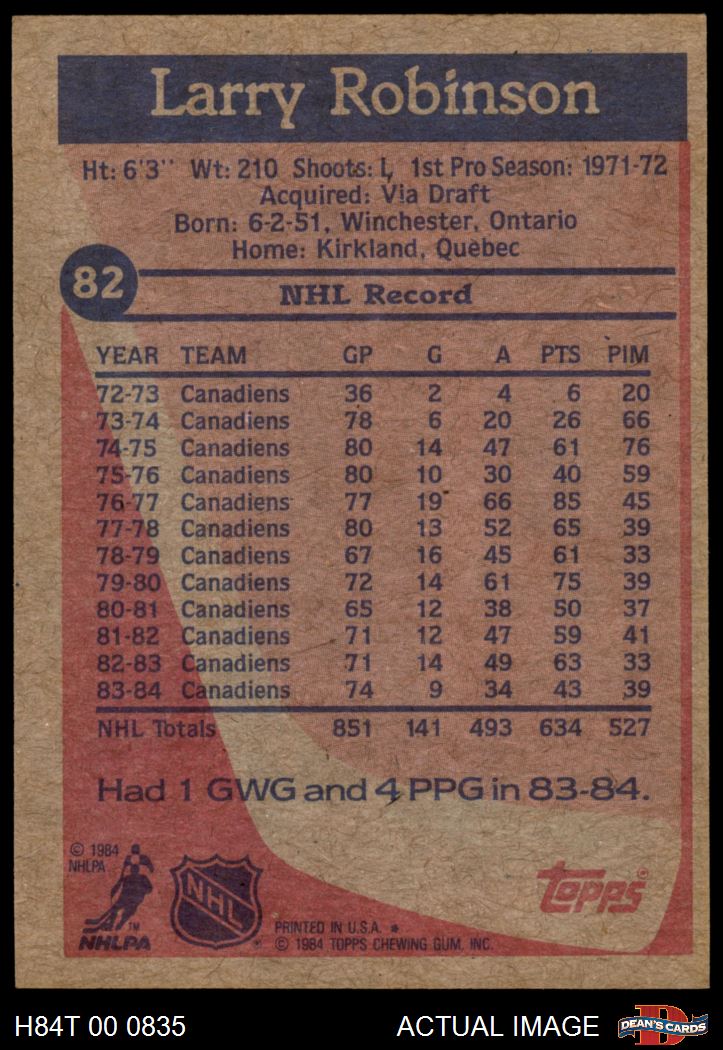 Larry Robinson
Ht: 6'3" Wt: 210 Shoots: L 1st Pro Season: 1971-72
Acquired: Via Draft
Born: 6-2-51, Winchester, Ontario
Home: Kirkland, Quebec
82
NHL Record
YEAR TEAM GP G A PTS PIM
72-73 Canadiens 36 2 4 6 20
73-74 Canadiens 78 6 20 26 66
74-75 Canadiens 80 14 47 61 76
75-76 Canadiens 80 10 30 40 59
76-77 Canadiens 77 19 66 85 45
77-78 Canadiens 80 13 52 65 39
78-79 Canadiens 67 16 45 61 33
79-80 Canadiens 72 14 61 75 39
80-81 Canadiens 65 12 38 50 37
81-82 Canadiens 71 12 47 59 41
82-83 Canadiens 71 14 49 63 33
83-84 Canadiens 74 9 34 43 39
NHL Totals 851 141 493 634 527
Had 1 GWG and 4 PPG in 83-84.
© 1984
NHLPA
TM
NHLPA
NHL
®
topps®
PRINTED IN U.S.A. *
© 1984 TOPPS CHEWING GUM, INC.
H84T 00 0835
ACTUAL IMAGE
D
DEAN'S CARDS